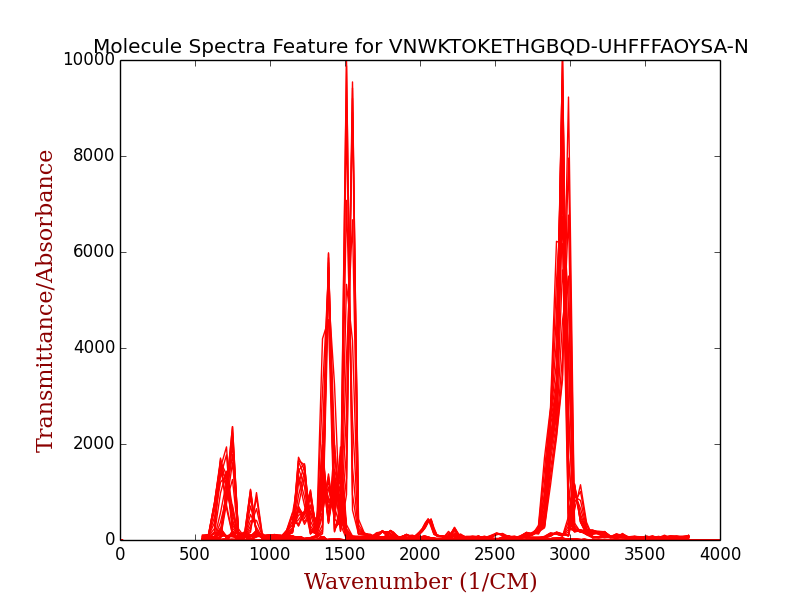 Molecule Spectra Feature for VNWKTOKETHGBQD-UHFFFAOYSA-N
10000
8000
6000
4000
2000
0
Transmittance/Absorbance
0 500 1000 1500 2000 2500 3000 3500 4000
Wavenumber (1/CM)